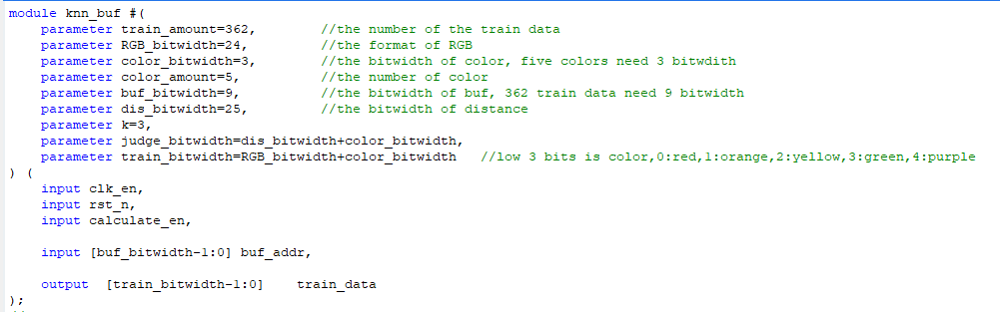 module knn_buf #(
    parameter train_amount=362,         //the number of the train data
    parameter RGB_bitwidth=24,          //the format of RGB
    parameter color_bitwidth=3,         //the bitwidth of color, five colors need 3 bitwdith
    parameter color_amount=5,           //the number of color
    parameter buf_bitwidth=9,           //the bitwidth of buf, 362 train data need 9 bitwidth
    parameter dis_bitwidth=25,          //the bitwidth of distance
    parameter k=3,
    parameter judge_bitwidth=dis_bitwidth+color_bitwidth,
    parameter train_bitwidth=RGB_bitwidth+color_bitwidth   //low 3 bits is color,0:red,1:orange,2:yellow,3:green,4:purple
) (
    input clk_en,
    input rst_n,
    input calculate_en,

    input [buf_bitwidth-1:0] buf_addr,

    output  [train_bitwidth-1:0]    train_data
);